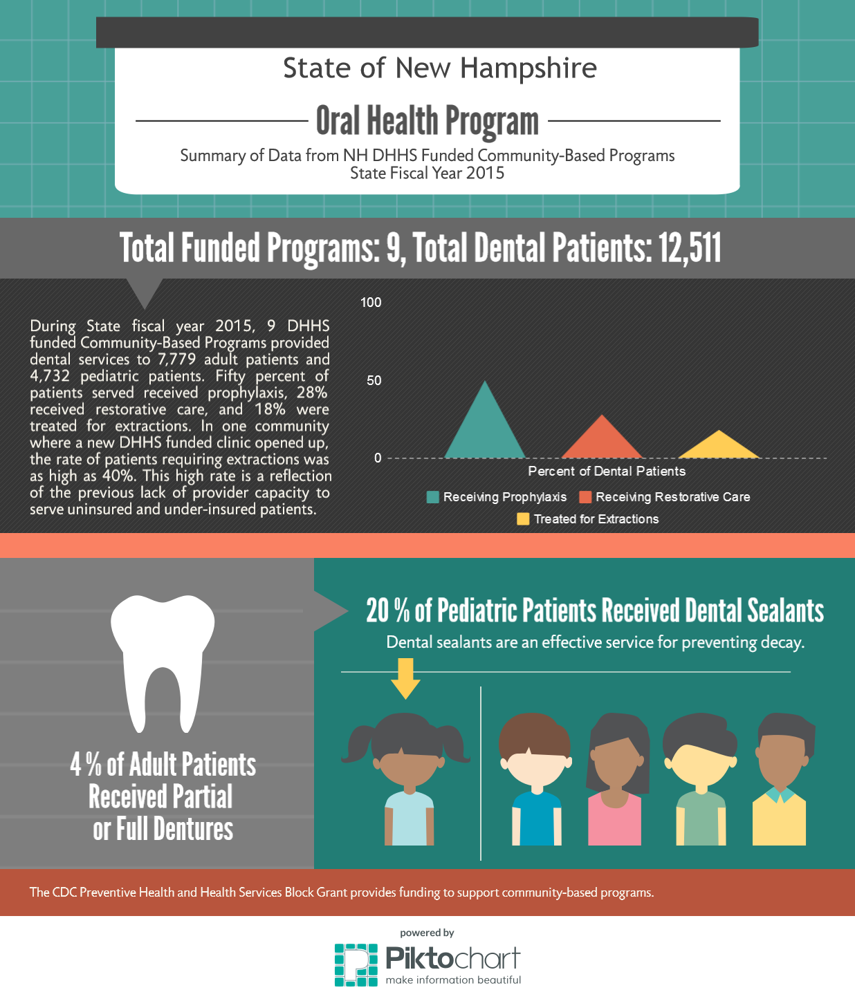 State of New Hampshire
Oral Health Program
Summary of Data from NH DHHS Funded Community-Based Programs
State Fiscal Year 2015
Total Funded Programs: 9, Total Dental Patients: 12,511
During State fiscal year 2015, 9 DHHS
funded Community-Based Programs provided
dental services to 7,779 adult patients and
4,732 pediatric patients. Fifty percent of
patients served received prophylaxis, 28%
received restorative care, and 18% were
treated for extractions. In one community
where a new DHHS funded clinic opened up,
the rate of patients requiring extractions was
as high as 40%. This high rate is a reflection
of the previous lack of provider capacity to
serve uninsured and under-insured patients.
100
50
0
Percent of Dental Patients
Receiving Prophylaxis Receiving Restorative Care
Treated for Extractions
4 % of Adult Patients
Received Partial
or Full Dentures
20 % of Pediatric Patients Received Dental Sealants
Dental sealants are an effective service for preventing decay.
The CDC Preventive Health and Health Services Block Grant provides funding to support community-based programs.
powered by
Piktochart
make information beautiful